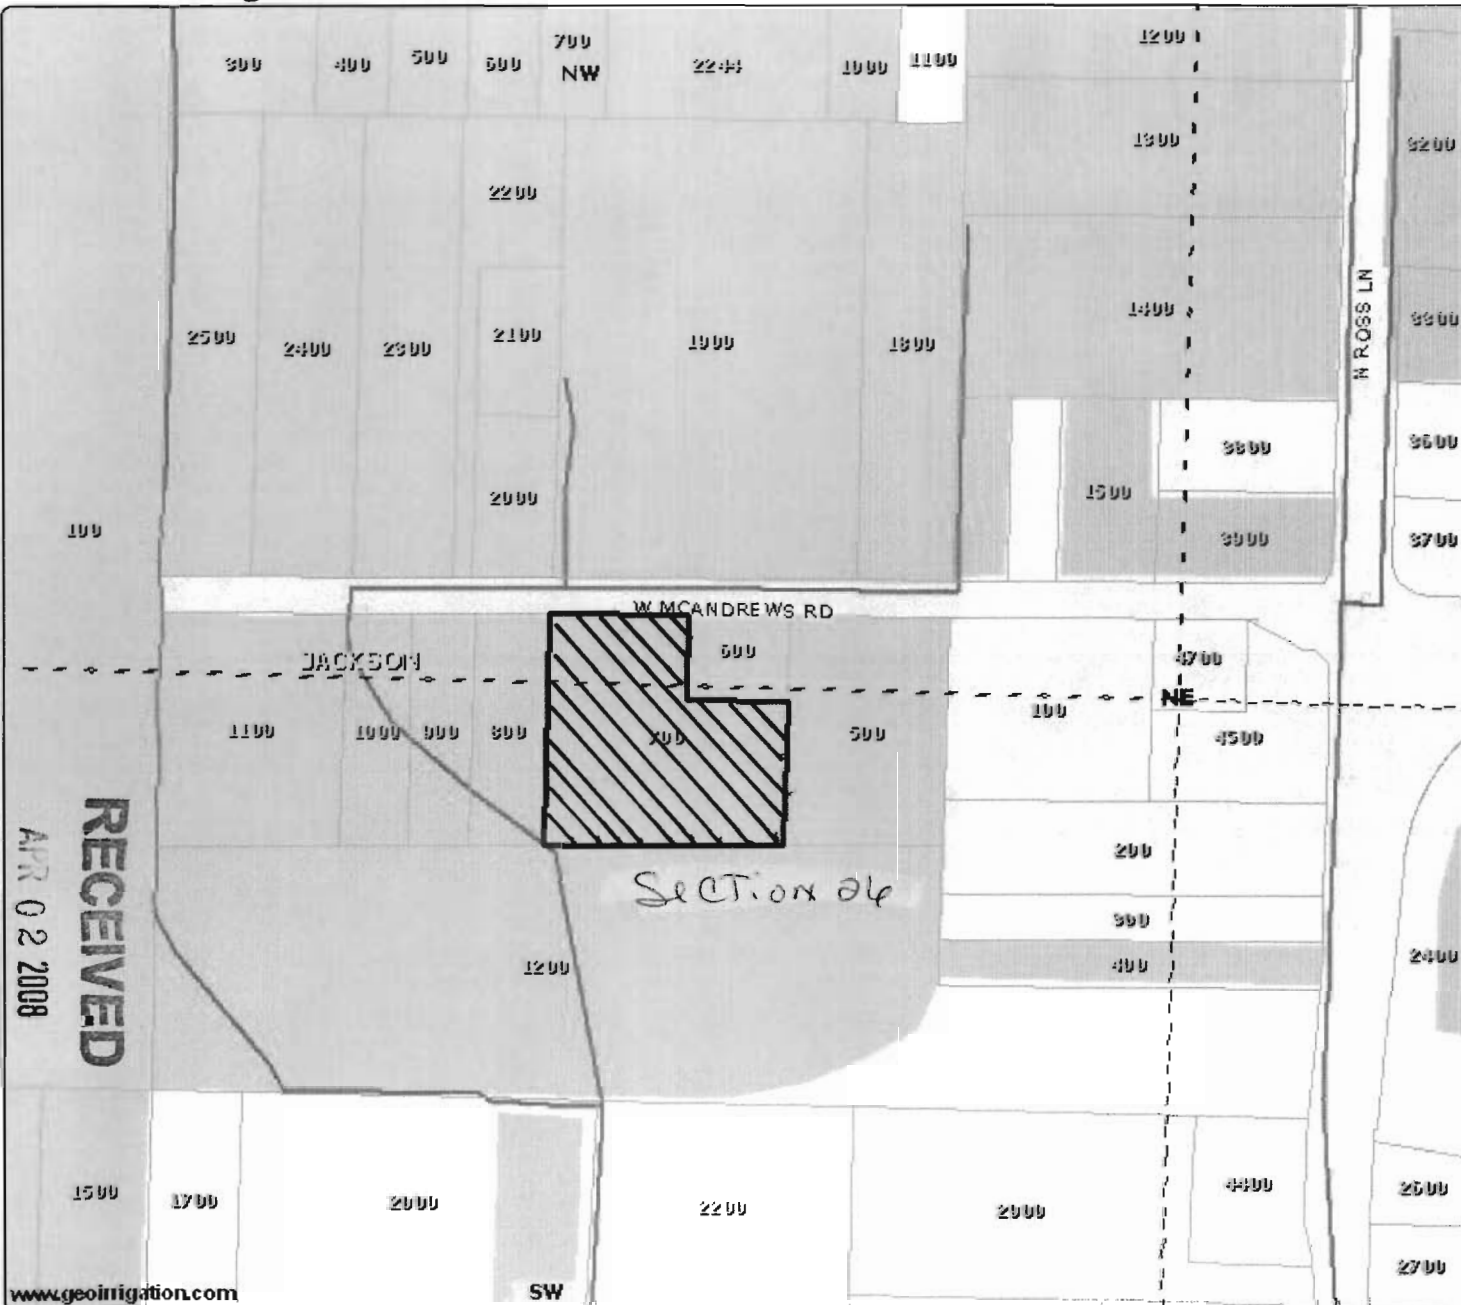 700
300 400 500 600 NW 2244 1000 1100 1200
1300 3200
2200
1400 3300
2500 2400 2300 2100 1900 1800
N ROSS LN
3800 3600
2000 1500
100 3900 3700
W MCANDREWS RD
JACKSON 600 4700
NE
1100 1000 900 800 700 500 100 4500
RECEIVED
APR 02 2008
200
Section 26
300
1200 400 2400
1500 1700 2000 2200 2900 4400 2600
2700
www.geoirrigation.com SW